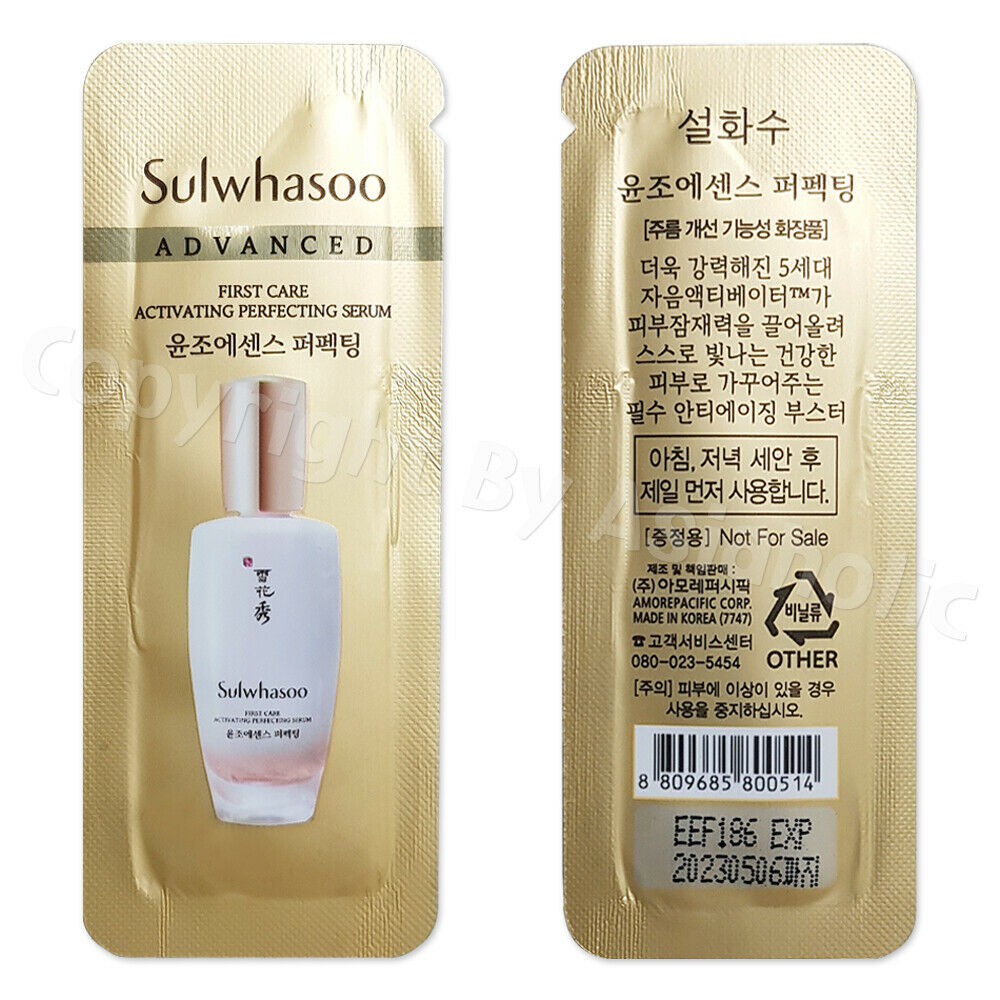 Sulwhasoo
ADVANCED
FIRST CARE
ACTIVATING PERFECTING SERUM
윤조에센스 퍼펙팅
雪花秀
Sulwhasoo
FIRST CARE
ACTIVATING PERFECTING SERUM
윤조에센스 퍼펙팅
설화수
윤조에센스 퍼펙팅
[주름 개선 기능성 화장품]
더욱 강력해진 5세대
자음액티베이터™가
피부잠재력을 끌어올려
스스로 빛나는 건강한
피부로 가꾸어주는
필수 안티에이징 부스터
아침, 저녁 세안 후
제일 먼저 사용합니다.
[증정용] Not For Sale
제조 및 책임판매 :
(주) 아모레퍼시픽
AMOREPACIFIC CORP.
MADE IN KOREA (7747)
☎고객서비스센터
080-023-5454
비닐류
OTHER
[주의] 피부에 이상이 있을 경우
사용을 중지하십시오.
8 809685 800514
EEF186 EXP
20230506까지
Copyright By Asianolic